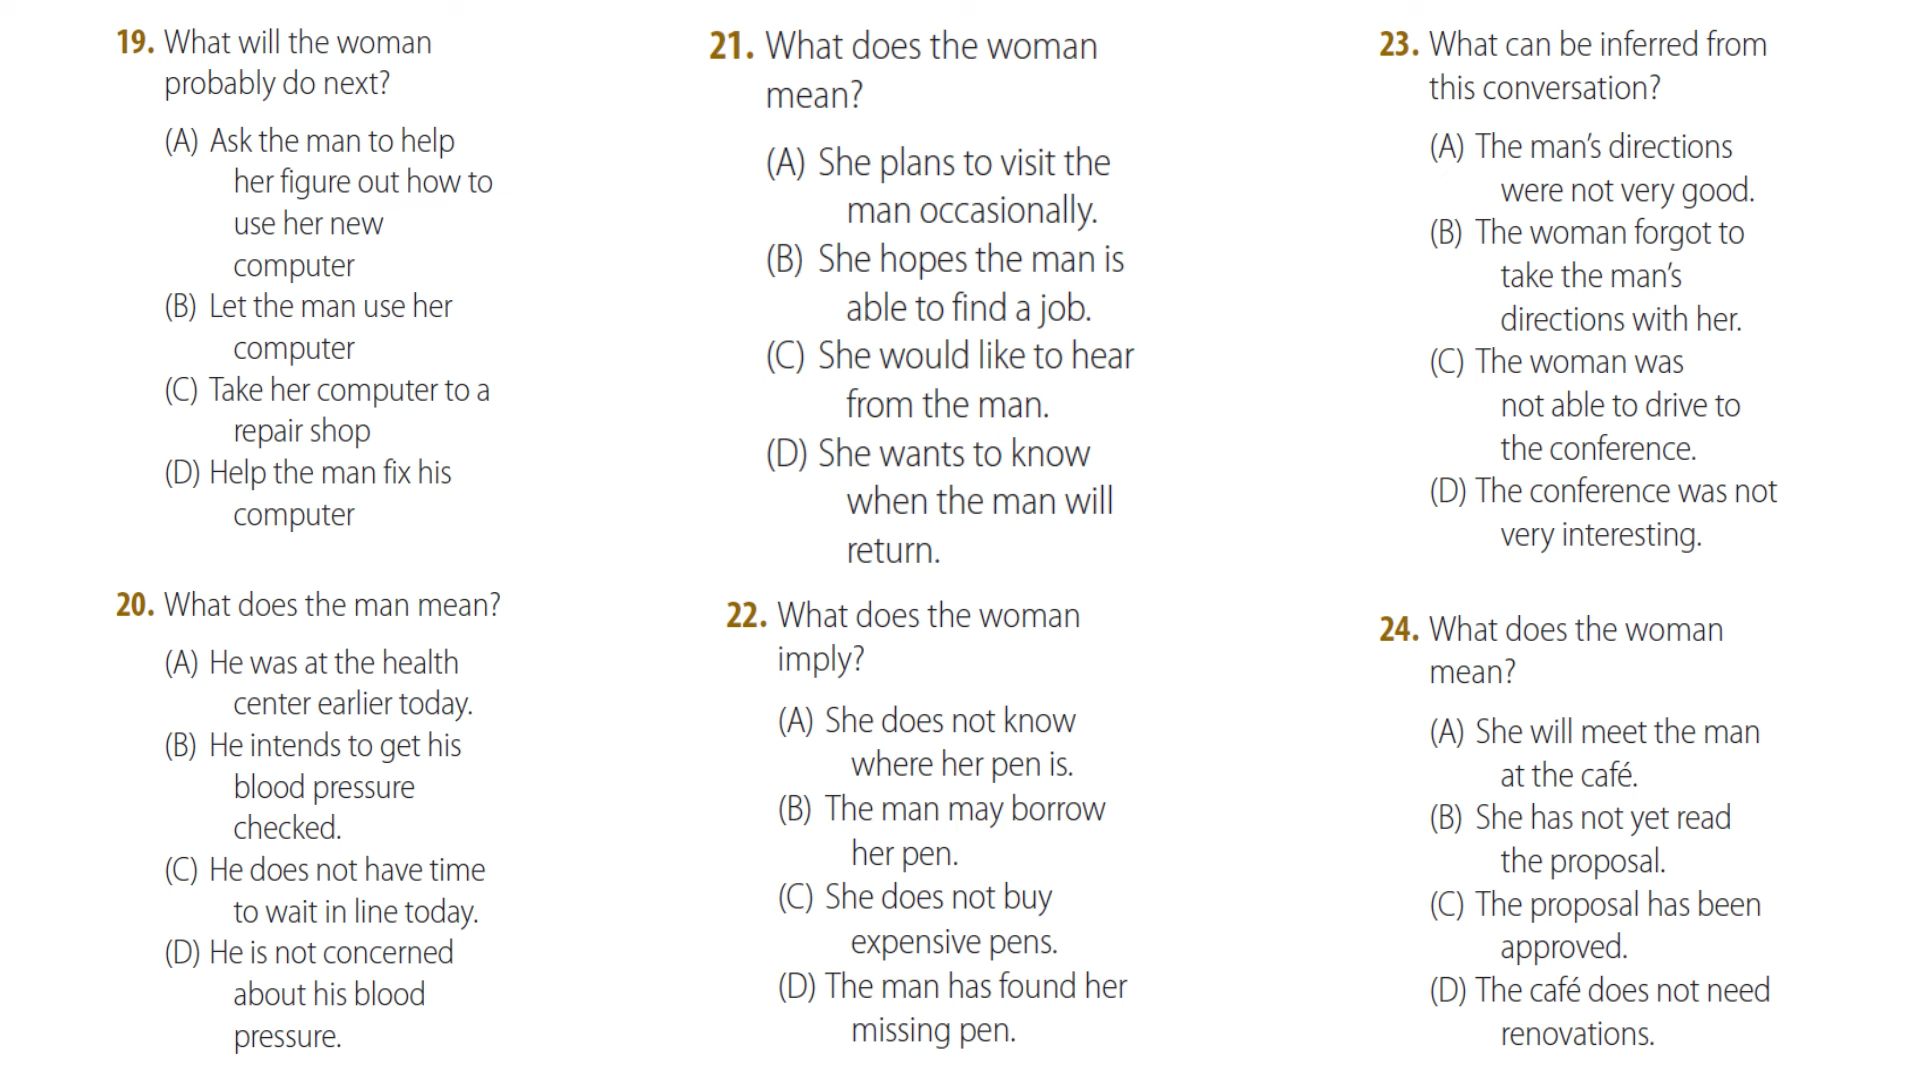 19. What will the woman
probably do next?
(A) Ask the man to help
her figure out how to
use her new
computer
(B) Let the man use her
computer
(C) Take her computer to a
repair shop
(D) Help the man fix his
computer
20. What does the man mean?
(A) He was at the health
center earlier today.
(B) He intends to get his
blood pressure
checked.
(C) He does not have time
to wait in line today.
(D) He is not concerned
about his blood
pressure.
21. What does the woman
mean?
(A) She plans to visit the
man occasionally.
(B) She hopes the man is
able to find a job.
(C) She would like to hear
from the man.
(D) She wants to know
when the man will
return.
22. What does the woman
imply?
(A) She does not know
where her pen is.
(B) The man may borrow
her pen.
(C) She does not buy
expensive pens.
(D) The man has found her
missing pen.
23. What can be inferred from
this conversation?
(A) The man's directions
were not very good.
(B) The woman forgot to
take the man's
directions with her.
(C) The woman was
not able to drive to
the conference.
(D) The conference was not
very interesting.
24. What does the woman
mean?
(A) She will meet the man
at the café.
(B) She has not yet read
the proposal.
(C) The proposal has been
approved.
(D) The café does not need
renovations.